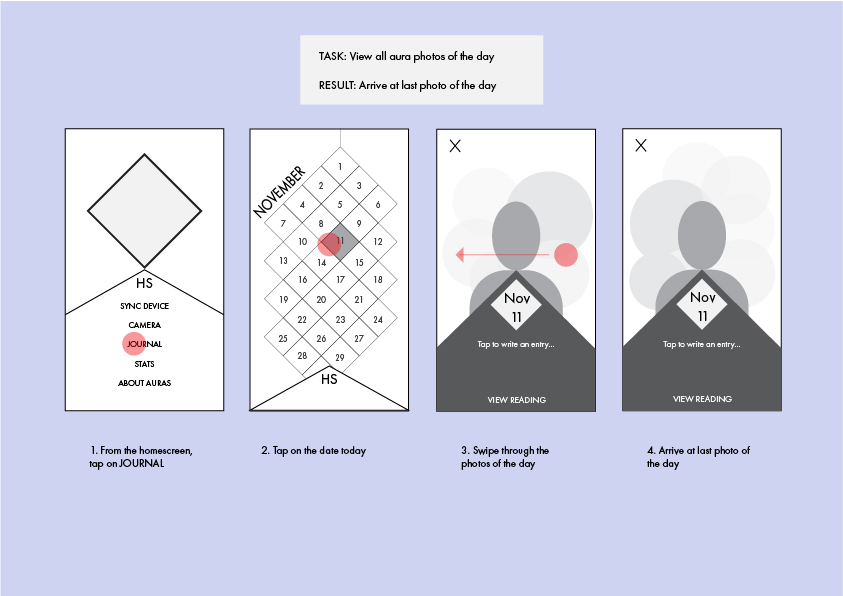 TASK: View all aura photos of the day
RESULT: Arrive at last photo of the day
HS
SYNC DEVICE
CAMERA
JOURNAL
STATS
ABOUT AURAS
1. From the homescreen,
tap on JOURNAL
NOVEMBER
1
2 3
4 5 6
7 8 9
10 11 12
13 14 15
16 17 18
19 20 21
22 23 24
25 26 27
28 29
HS
2. Tap on the date today
X
Nov
11
Tap to write an entry...
VIEW READING
3. Swipe through the
photos of the day
X
Nov
11
Tap to write an entry...
VIEW READING
4. Arrive at last photo of
the day